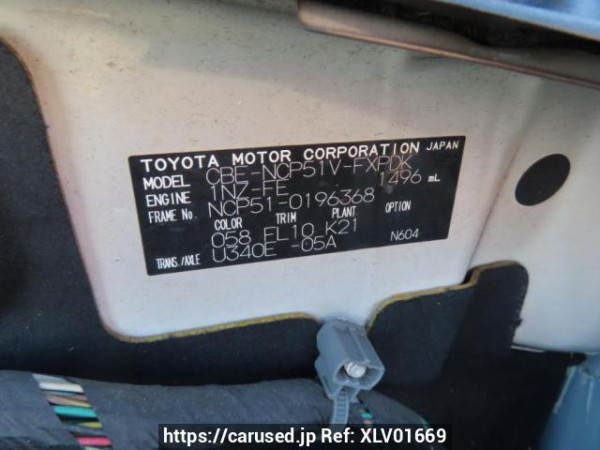 TOYOTA MOTOR CORPORATION JAPAN
MODEL CBE-NCP51V-FXPDK
ENGINE 1NZ-FE 1496 mL
FRAME No. NCP51-0196368
COLOR TRIM PLANT OPTION
058 FL10 K21
TRANS./AXLE U340E -05A N604
https://carused.jp Ref: XLV01669